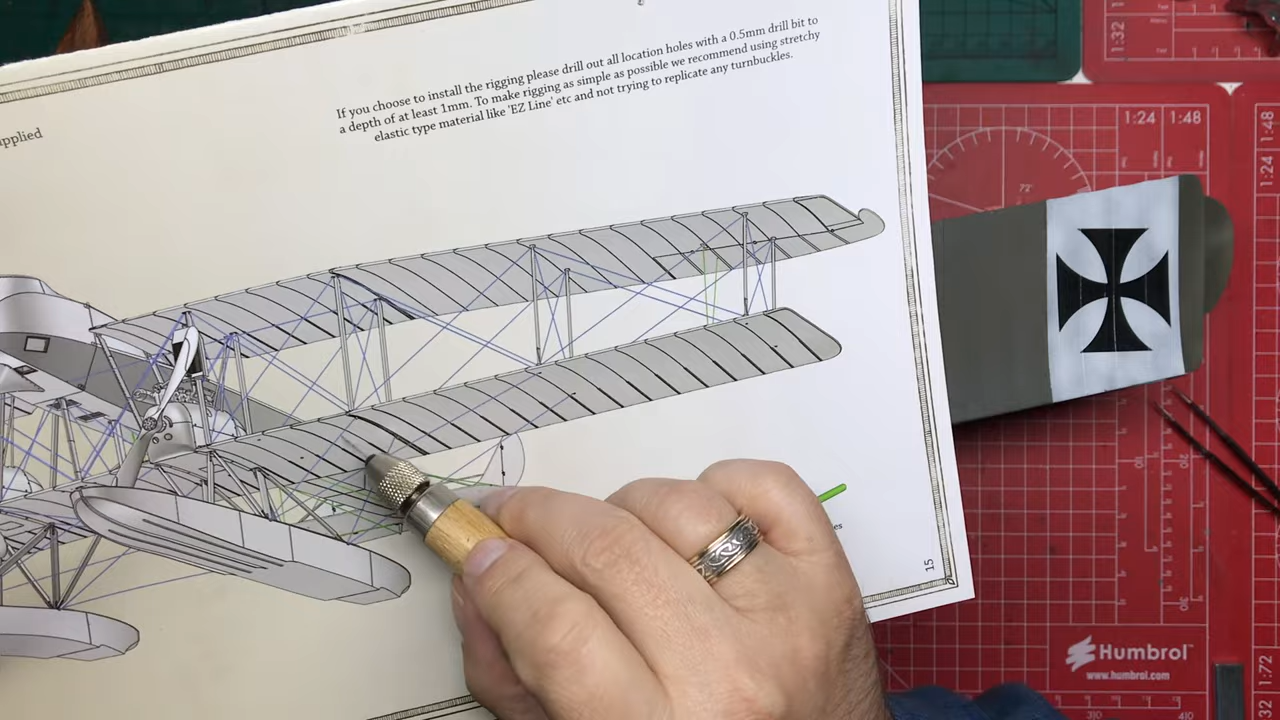 If you choose to install the rigging please drill out all location holes with a 0.5mm drill bit to
a depth of at least 1mm. To make rigging as simple as possible we recommend using stretchy
elastic type material like 'EZ Line' etc and not trying to replicate any turnbuckles.
1:32
1:24 1:48
1:48
1:24
72°
15
Humbrol
www.humbrol.com
1:72